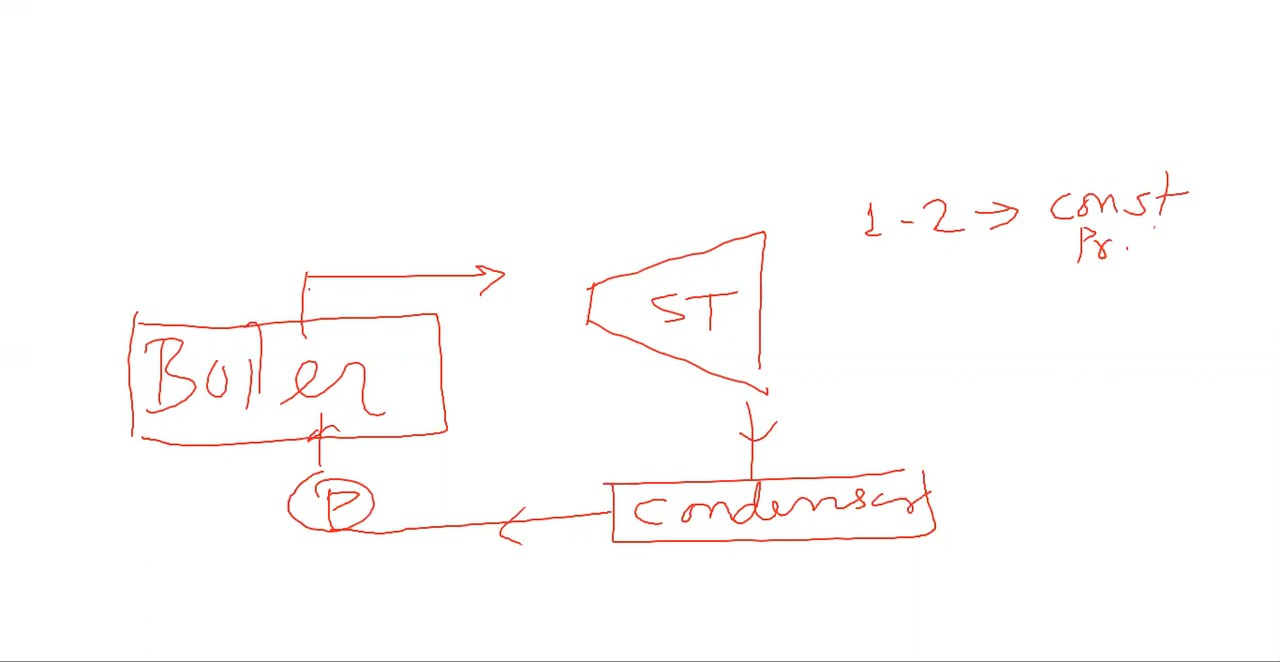 1-2 → const
Pr.
ST
Boiler
P
Condenser